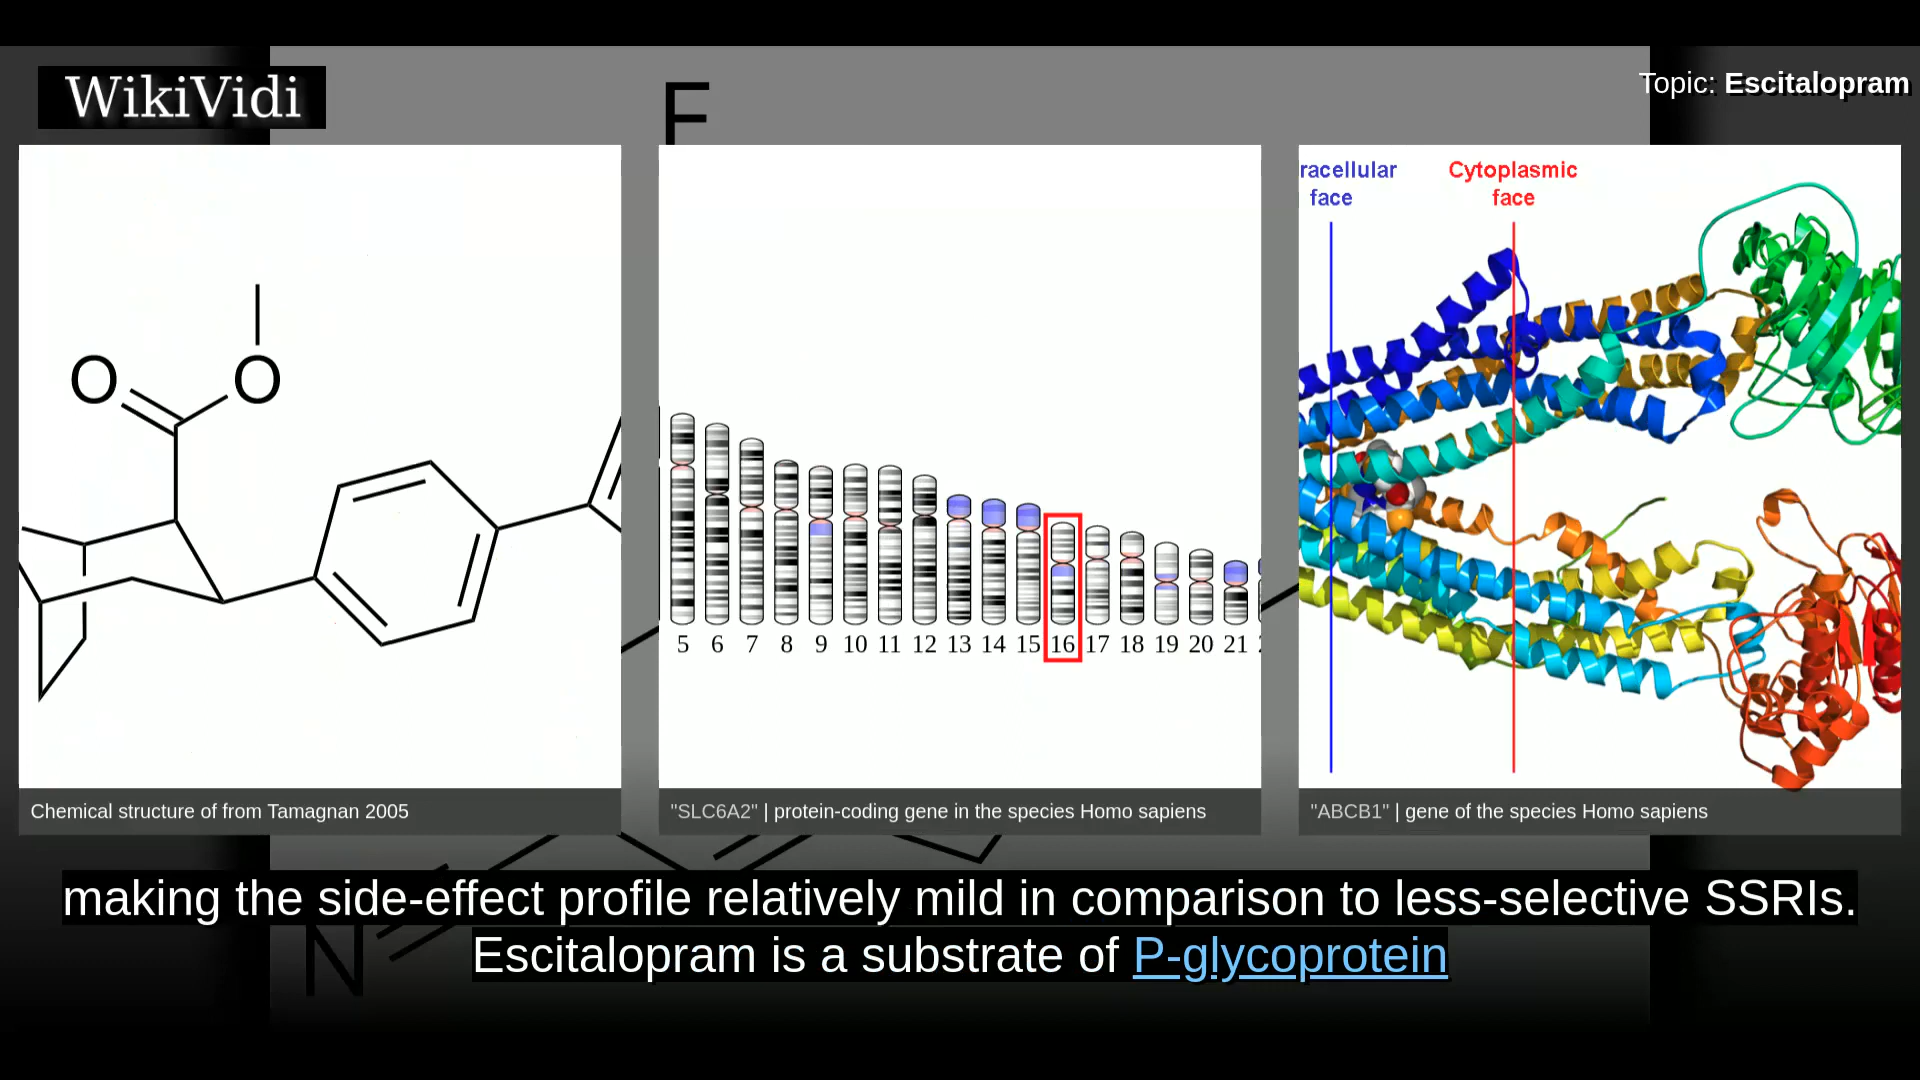 WikiVidi
Topic: Escitalopram
F
O
O
Chemical structure of from Tamagnan 2005
5 6 7 8 9 10 11 12 13 14 15 16 17 18 19 20 21
"SLC6A2" | protein-coding gene in the species Homo sapiens
racellular
face
Cytoplasmic
face
"ABCB1" | gene of the species Homo sapiens
N
making the side-effect profile relatively mild in comparison to less-selective SSRIs.
Escitalopram is a substrate of P-glycoprotein